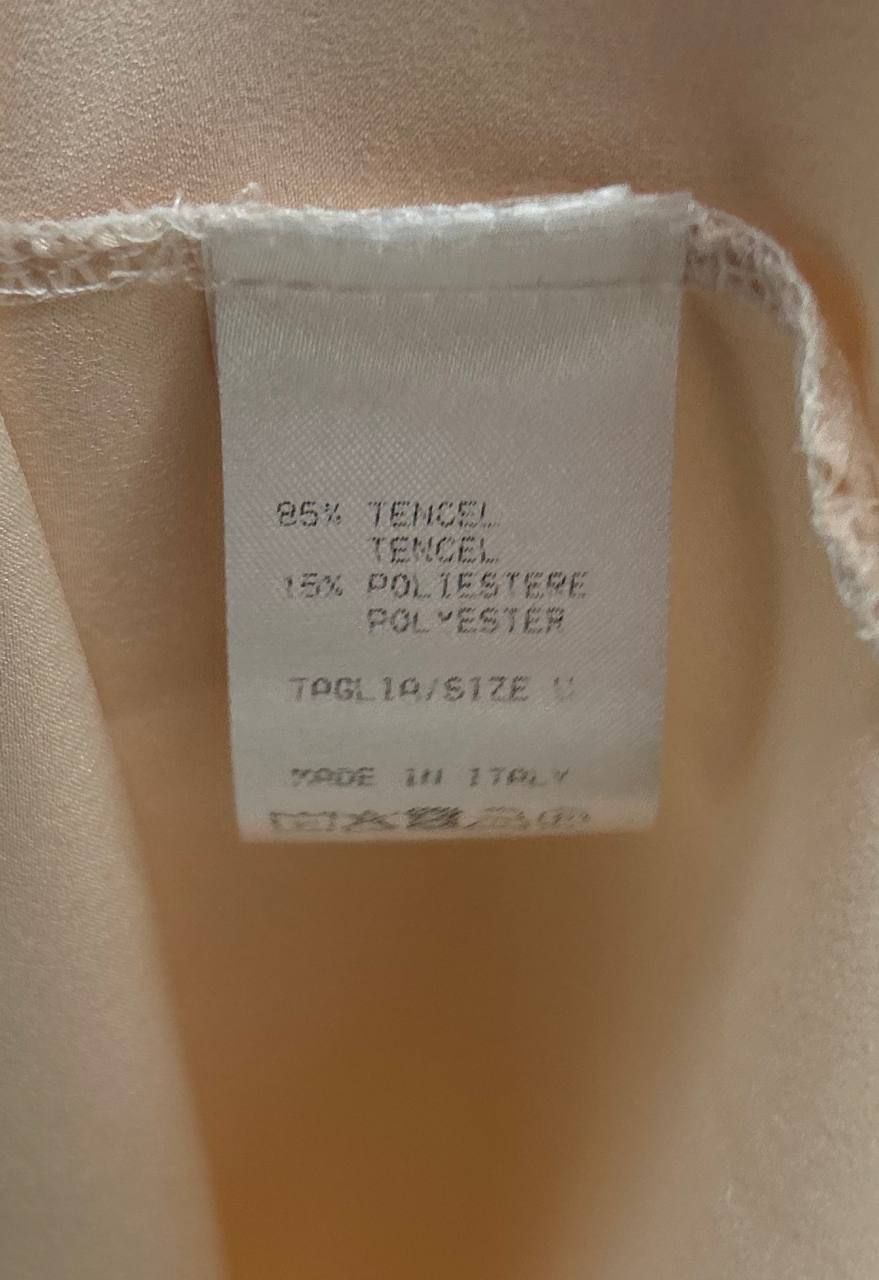 85% TENCEL
TENCEL
15% POLIESTERE
POLYESTER
TAGLIA/SIZE U
MADE IN ITALY